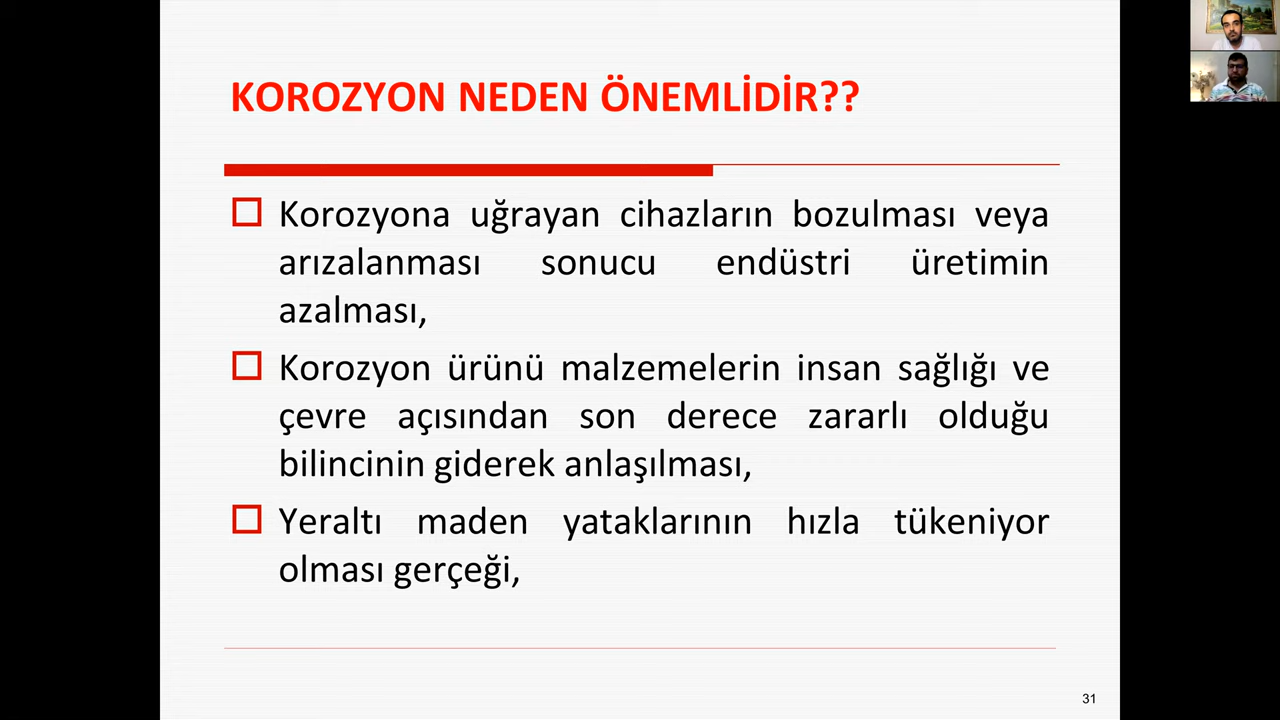 KOROZYON NEDEN ÖNEMLİDİR??
Korozyona uğrayan cihazların bozulması veya
arızalanması sonucu endüstri üretimin
azalması,
Korozyon ürünü malzemelerin insan sağlığı ve
çevre açısından son derece zararlı olduğu
bilincinin giderek anlaşılması,
Yeraltı maden yataklarının hızla tükeniyor
olması gerçeği,
31